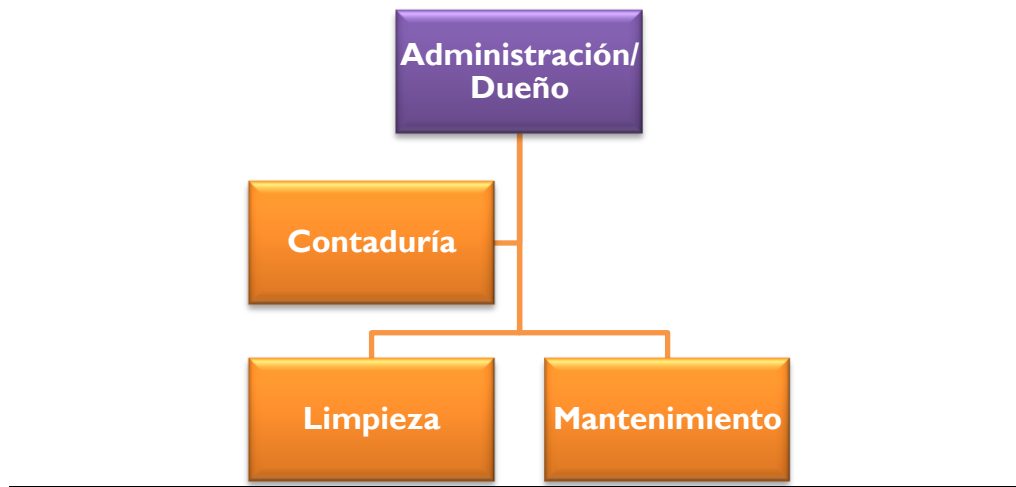 Administración/
Dueño
Contaduría
Limpieza
Mantenimiento